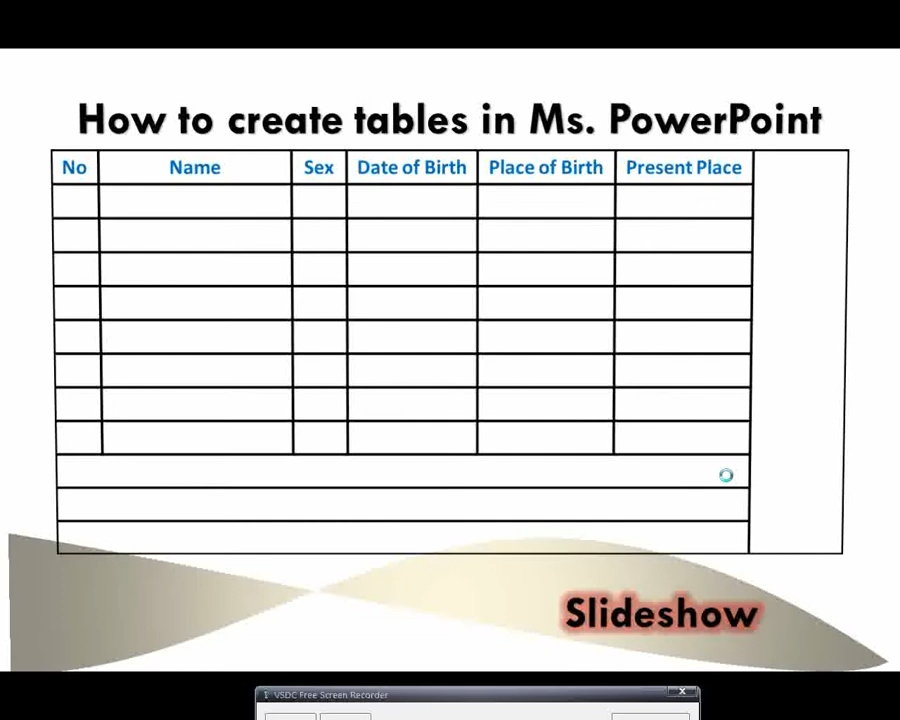 How to create tables in Ms. PowerPoint
No Name Sex Date of Birth Place of Birth Present Place
Slideshow
VSDC Free Screen Recorder